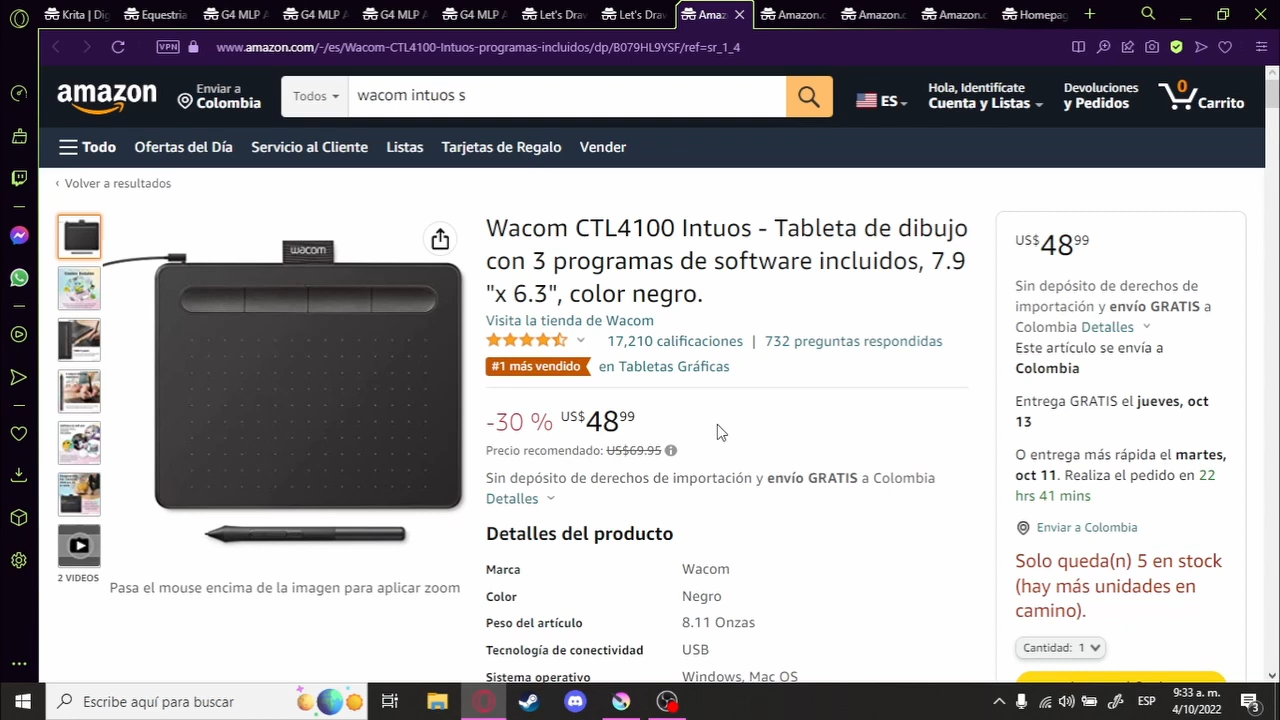 Krita | Dig
Equestria
G4 MLP A
G4 MLP A
G4 MLP A
G4 MLP A
Let's Drav
Let's Drav
Amaz
Amazon.c
Amazon.c
Amazon.c
Homepag
VPN
www.amazon.com/-/es/Wacom-CTL4100-Intuos-programas-incluidos/dp/B079HL9YSF/ref=sr_1_4
amazon
Enviar a
Colombia
Todos
wacom intuos s
ES
Hola, Identifícate
Cuenta y Listas
Devoluciones
y Pedidos
0
Carrito
Todo
Ofertas del Día
Servicio al Cliente
Listas
Tarjetas de Regalo
Vender
‹ Volver a resultados
wacom
2 VIDEOS
Pasa el mouse encima de la imagen para aplicar zoom
Wacom CTL4100 Intuos - Tableta de dibujo
con 3 programas de software incluidos, 7.9
"x 6.3", color negro.
Visita la tienda de Wacom
17,210 calificaciones | 732 preguntas respondidas
#1 más vendido en Tabletas Gráficas
-30 % US$4899
Precio recomendado: US$69.95
Sin depósito de derechos de importación y envío GRATIS a Colombia
Detalles
Detalles del producto
Marca Wacom
Color Negro
Peso del artículo 8.11 Onzas
Tecnología de conectividad USB
Sistema operativo Windows, Mac OS
US$4899
Sin depósito de derechos de
importación y envío GRATIS a
Colombia Detalles
Este artículo se envía a
Colombia
Entrega GRATIS el jueves, oct
13
O entrega más rápida el martes,
oct 11. Realiza el pedido en 22
hrs 41 mins
Enviar a Colombia
Solo queda(n) 5 en stock
(hay más unidades en
camino).
Cantidad: 1
Escribe aquí para buscar
ESP
9:33 a. m.
4/10/2022
3